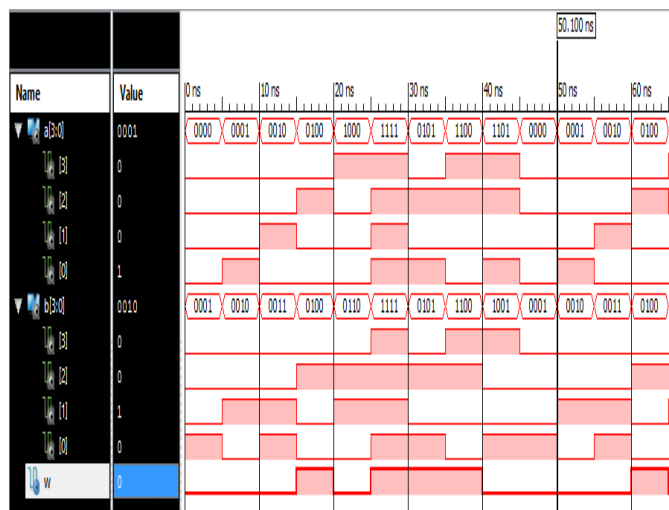 50.100 ns
Name Value 0 ns 10 ns 20 ns 30 ns 40 ns 50 ns 60 ns
a[3:0] 0001 0000 0001 0010 0100 1000 1111 0101 1100 1101 0000 0001 0010 0100
[3] 0
[2] 0
[1] 0
[0] 1
b[3:0] 0010 0001 0010 0011 0100 0110 1111 0101 1100 1001 0001 0010 0011 0100
[3] 0
[2] 0
[1] 1
[0] 0
w 0